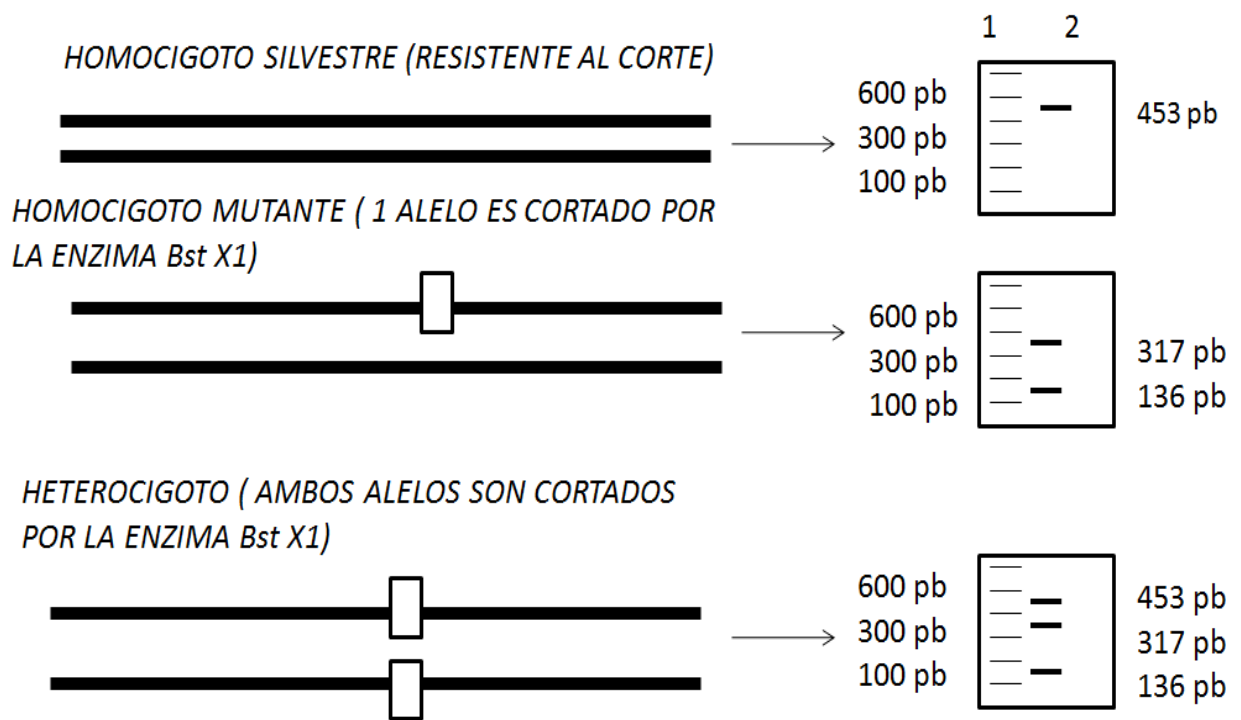 1 2
HOMOCIGOTO SILVESTRE (RESISTENTE AL CORTE)
600 pb
300 pb
100 pb
453 pb
HOMOCIGOTO MUTANTE ( 1 ALELO ES CORTADO POR
LA ENZIMA Bst X1)
600 pb
300 pb
100 pb
317 pb
136 pb
HETEROCIGOTO ( AMBOS ALELOS SON CORTADOS
POR LA ENZIMA Bst X1)
600 pb
300 pb
100 pb
453 pb
317 pb
136 pb